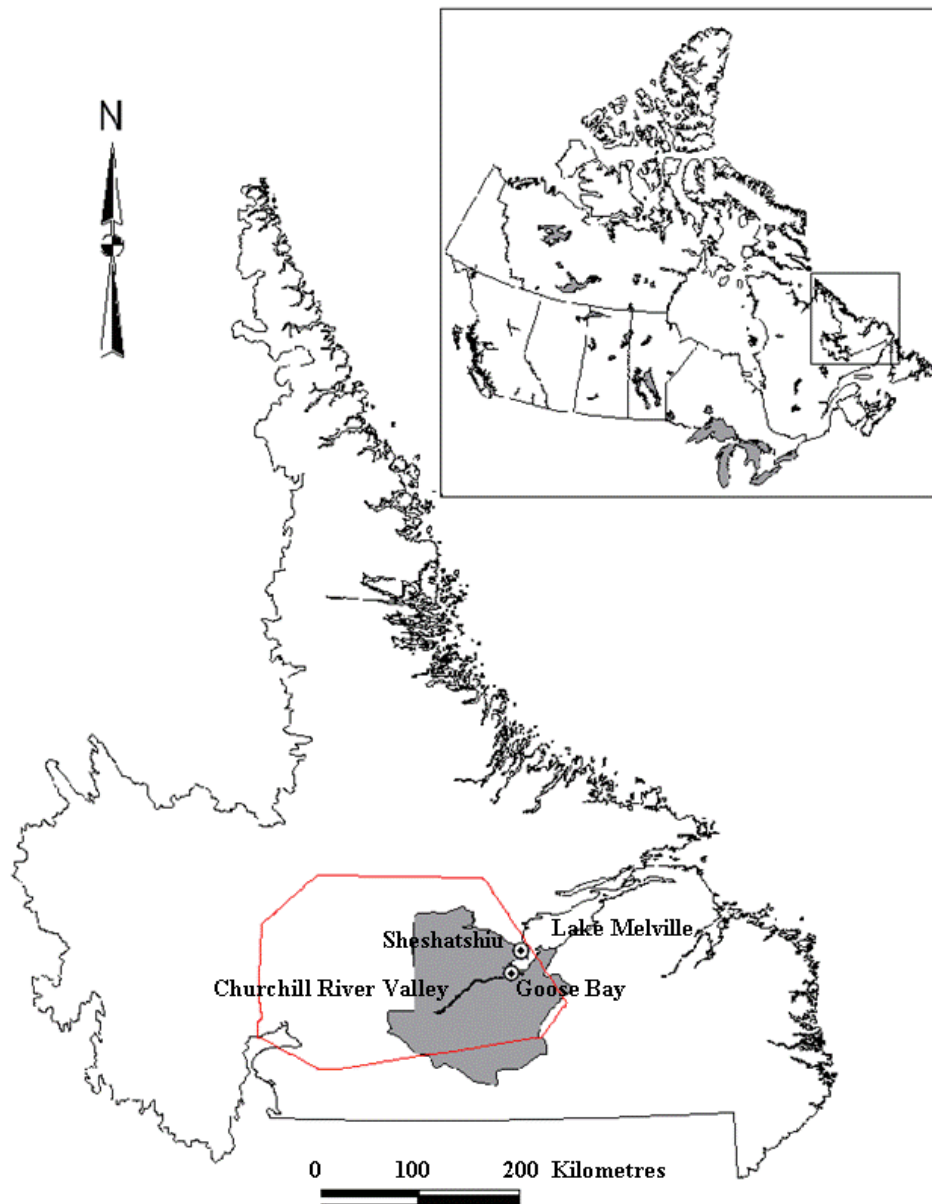 N
Lake Melville
Sheshatshiu
Churchill River Valley
Goose Bay
0 100 200 Kilometres